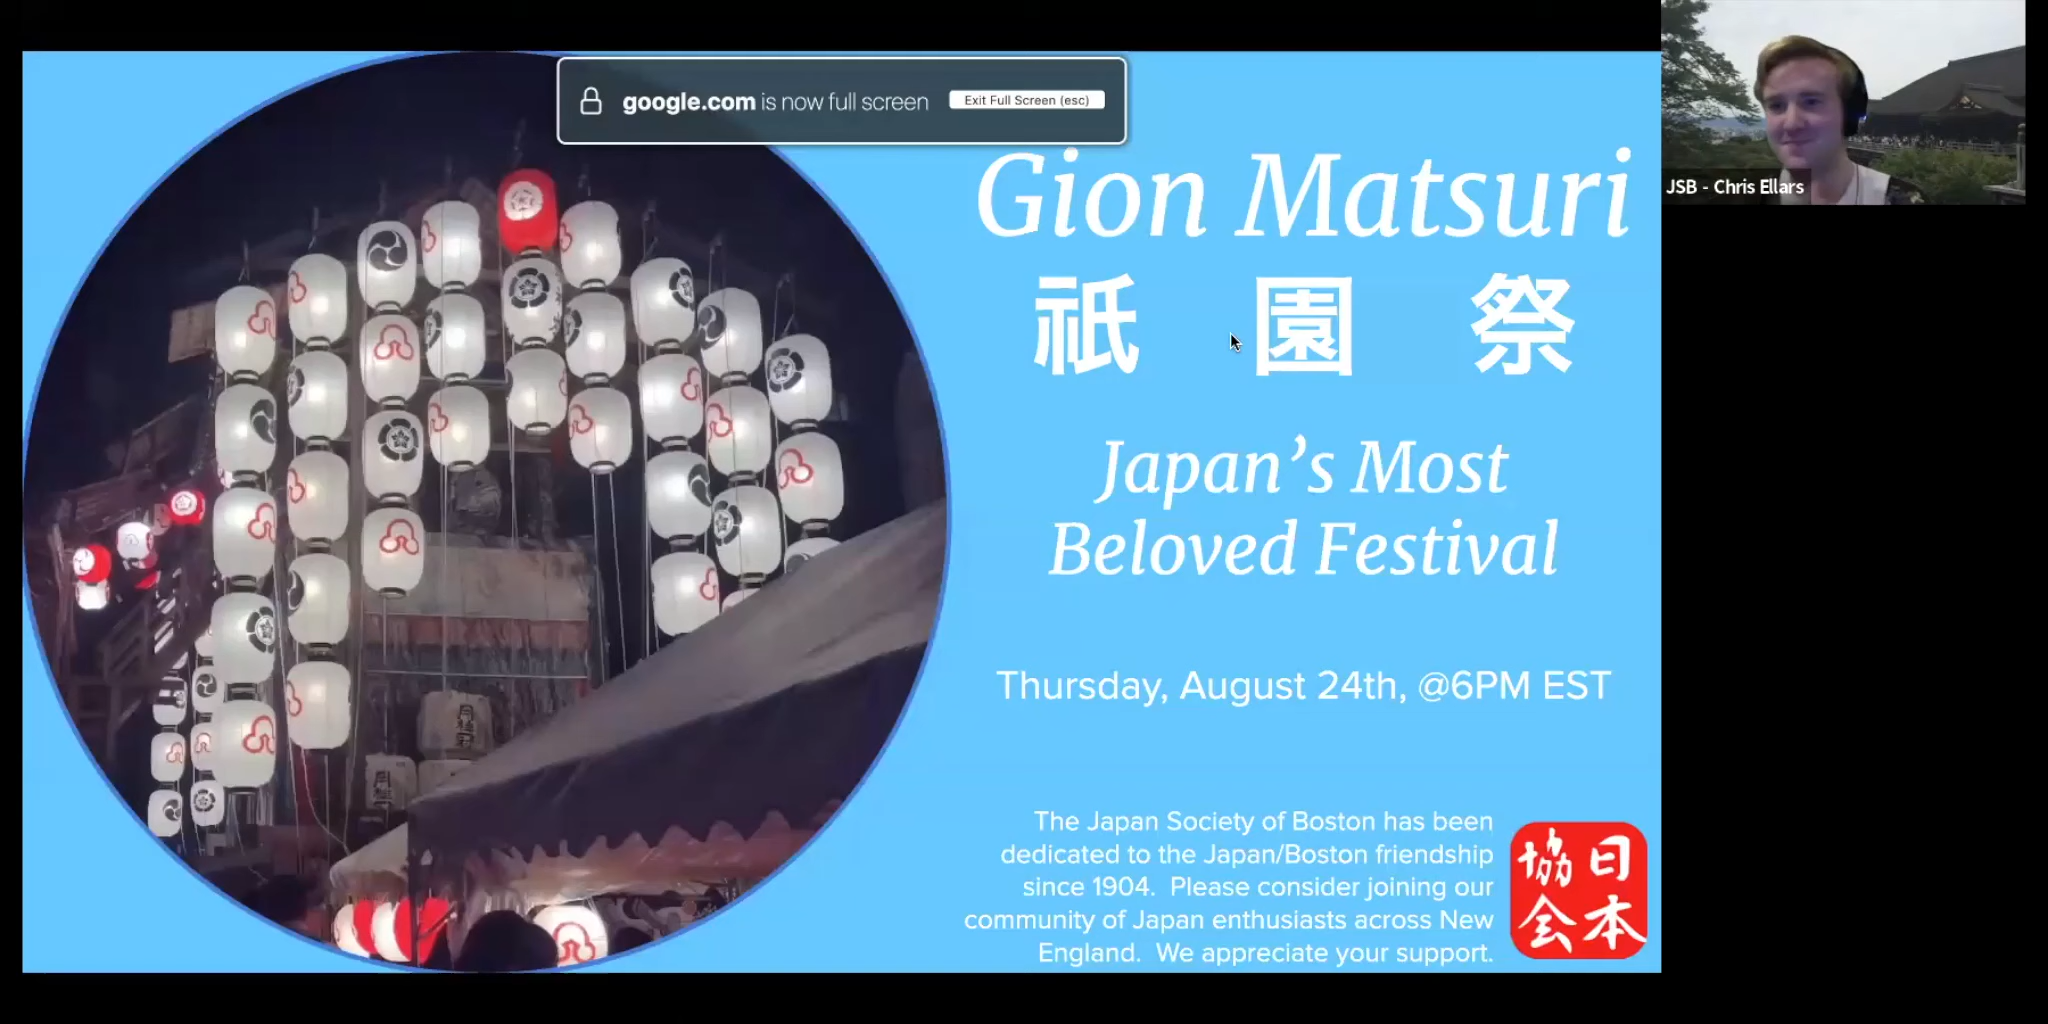 google.com is now full screen
Exit Full Screen (esc)
JSB - Chris Ellars
Gion Matsuri
祇 園 祭
Japan's Most
Beloved Festival
Thursday, August 24th, @6PM EST
The Japan Society of Boston has been
dedicated to the Japan/Boston friendship
since 1904.  Please consider joining our
community of Japan enthusiasts across New
England.  We appreciate your support.
日本
協会